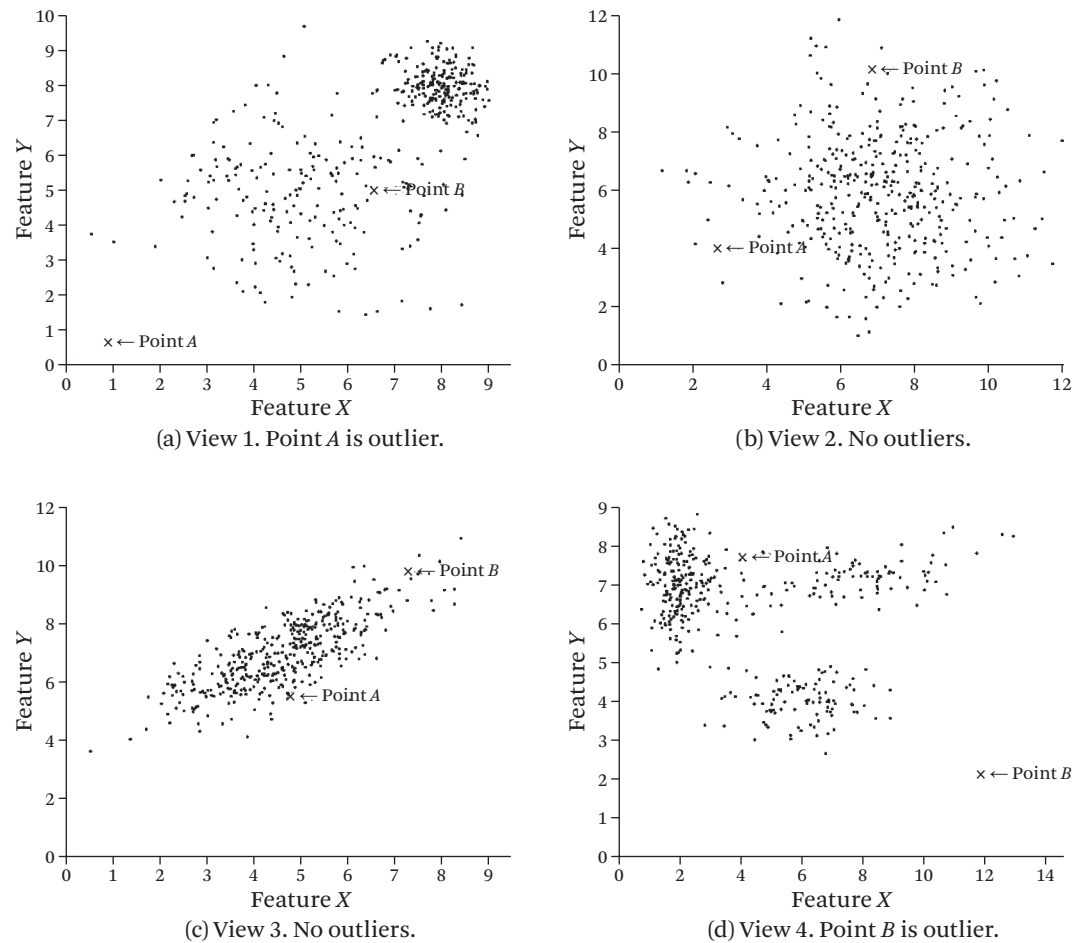 10
9
8
7
6
5
4
3
2
1
0
Feature Y
← Point B
← Point A
0 1 2 3 4 5 6 7 8 9
Feature X
(a) View 1. Point A is outlier.
12
10
8
6
4
2
0
Feature Y
← Point B
← Point A
0 2 4 6 8 10 12
Feature X
(b) View 2. No outliers.
12
10
8
6
4
2
0
Feature Y
← Point B
← Point A
0 1 2 3 4 5 6 7 8 9
Feature X
(c) View 3. No outliers.
9
8
7
6
5
4
3
2
1
0
Feature Y
← Point A
← Point B
0 2 4 6 8 10 12 14
Feature X
(d) View 4. Point B is outlier.